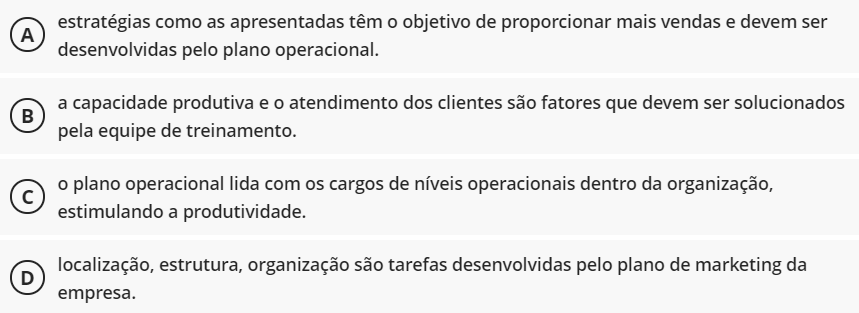 A
estratégias como as apresentadas têm o objetivo de proporcionar mais vendas e devem ser
desenvolvidas pelo plano operacional.
B
a capacidade produtiva e o atendimento dos clientes são fatores que devem ser solucionados
pela equipe de treinamento.
C
o plano operacional lida com os cargos de níveis operacionais dentro da organização,
estimulando a produtividade.
D
localização, estrutura, organização são tarefas desenvolvidas pelo plano de marketing da
empresa.